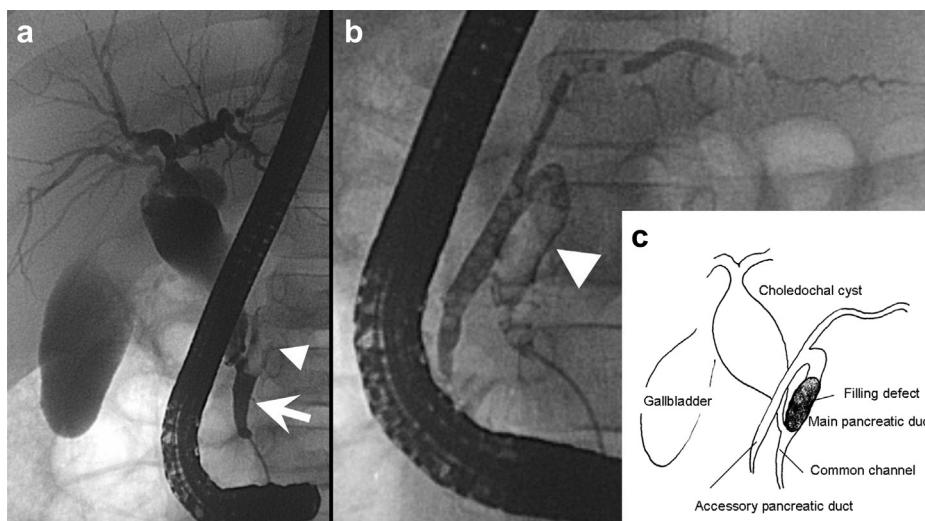 a
b
c
Choledochal cyst
Gallbladder
Filling defect
Main pancreatic duc
Common channel
Accessory pancreatic duct